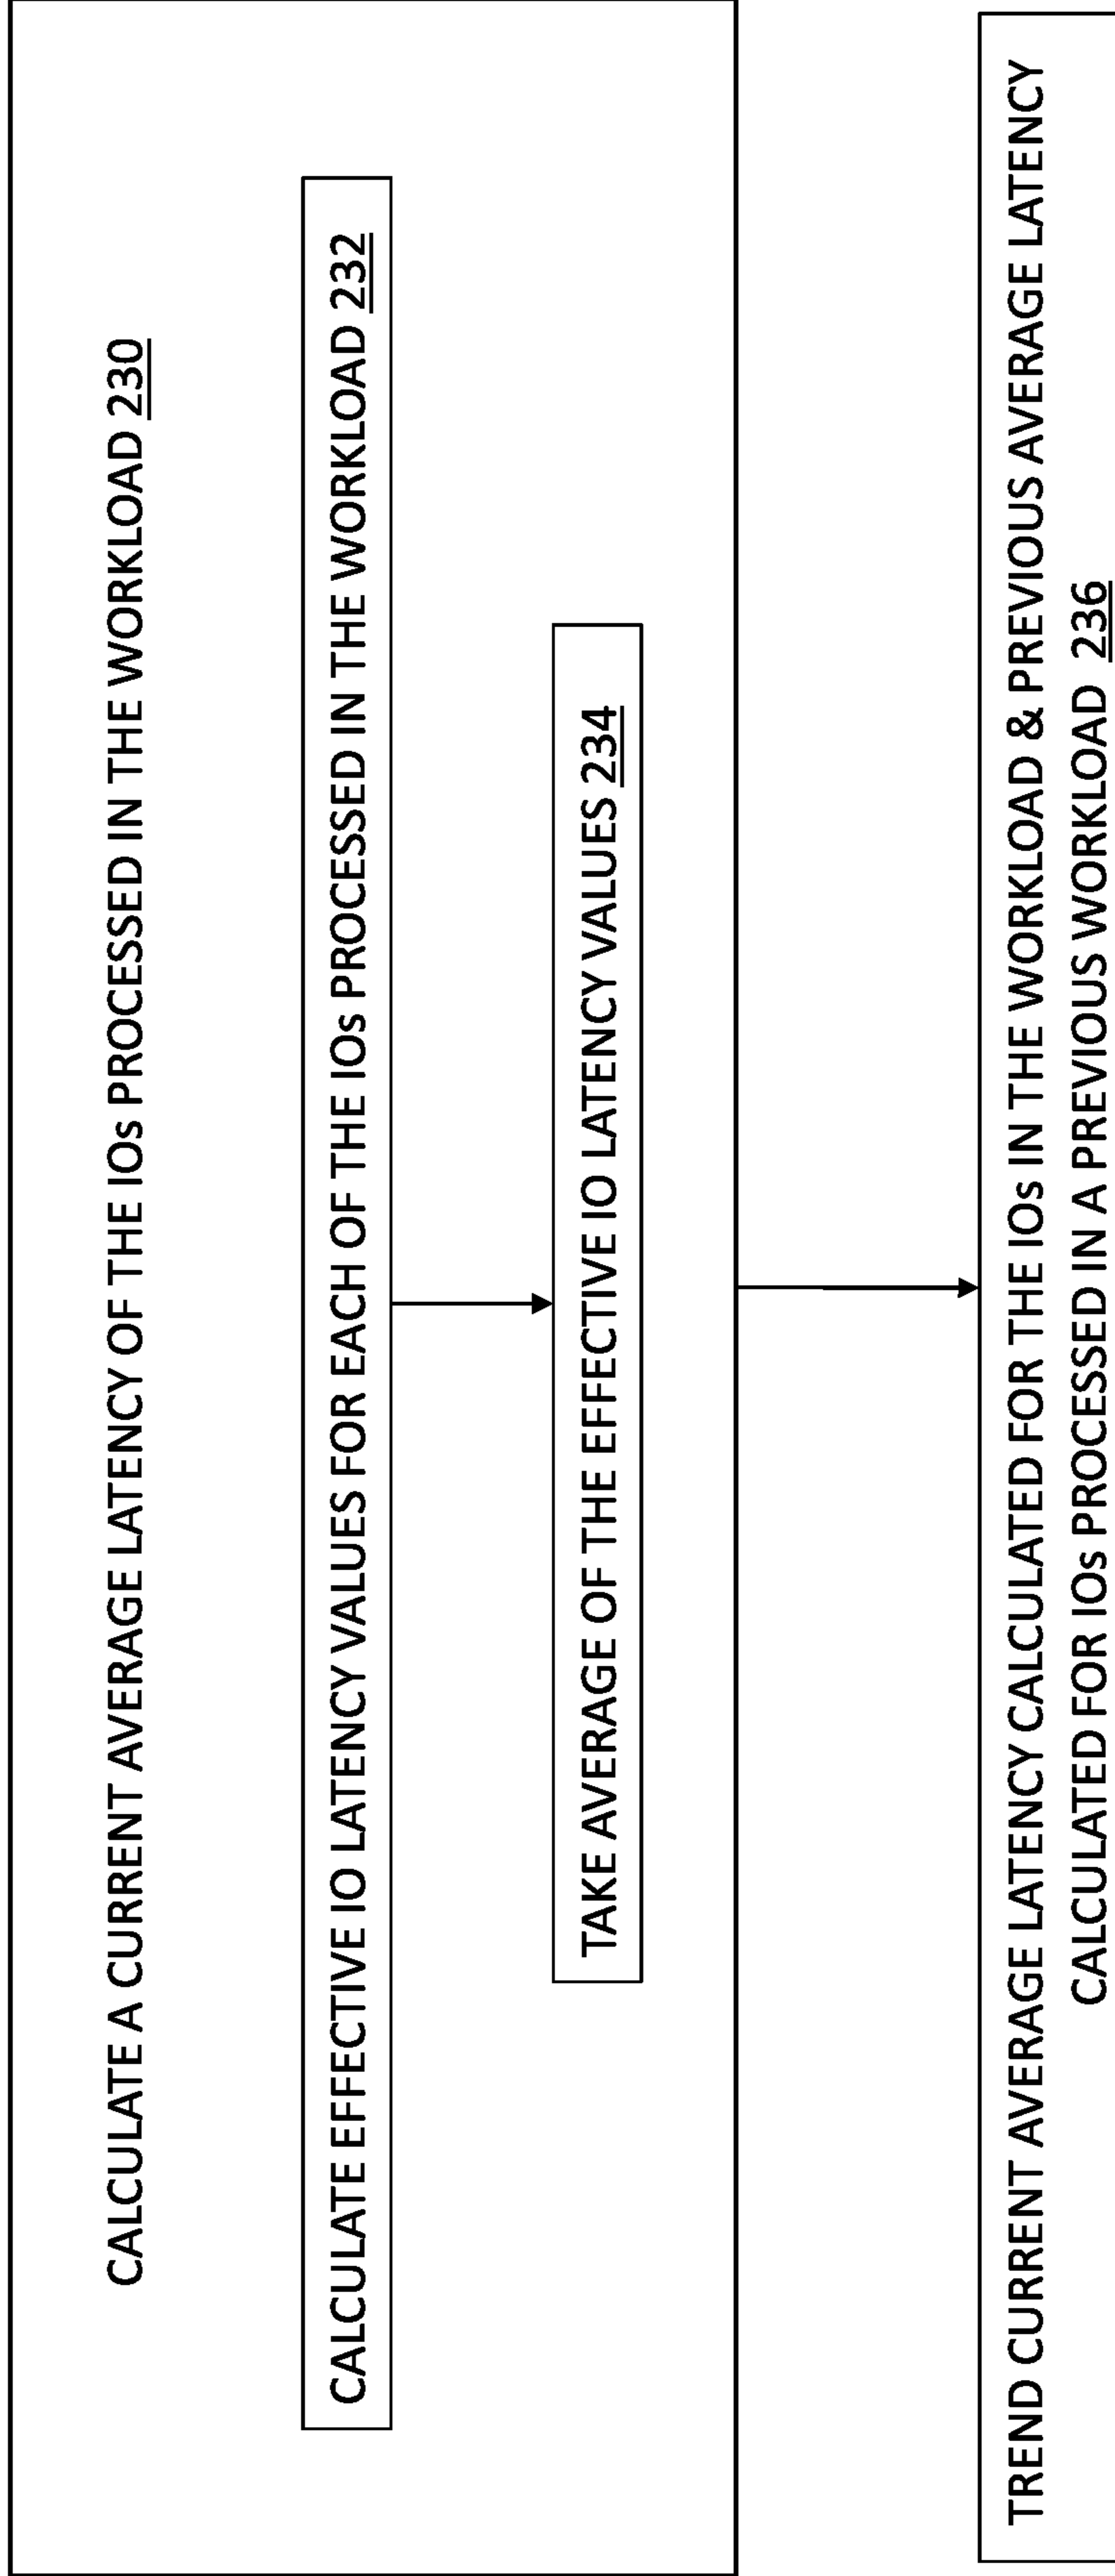 CALCULATE A CURRENT AVERAGE LATENCY OF THE IOs PROCESSED IN THE WORKLOAD 230
CALCULATE EFFECTIVE IO LATENCY VALUES FOR EACH OF THE IOs PROCESSED IN THE WORKLOAD 232
TAKE AVERAGE OF THE EFFECTIVE IO LATENCY VALUES 234
TREND CURRENT AVERAGE LATENCY CALCULATED FOR THE IOs IN THE WORKLOAD & PREVIOUS AVERAGE LATENCY
CALCULATED FOR IOs PROCESSED IN A PREVIOUS WORKLOAD 236